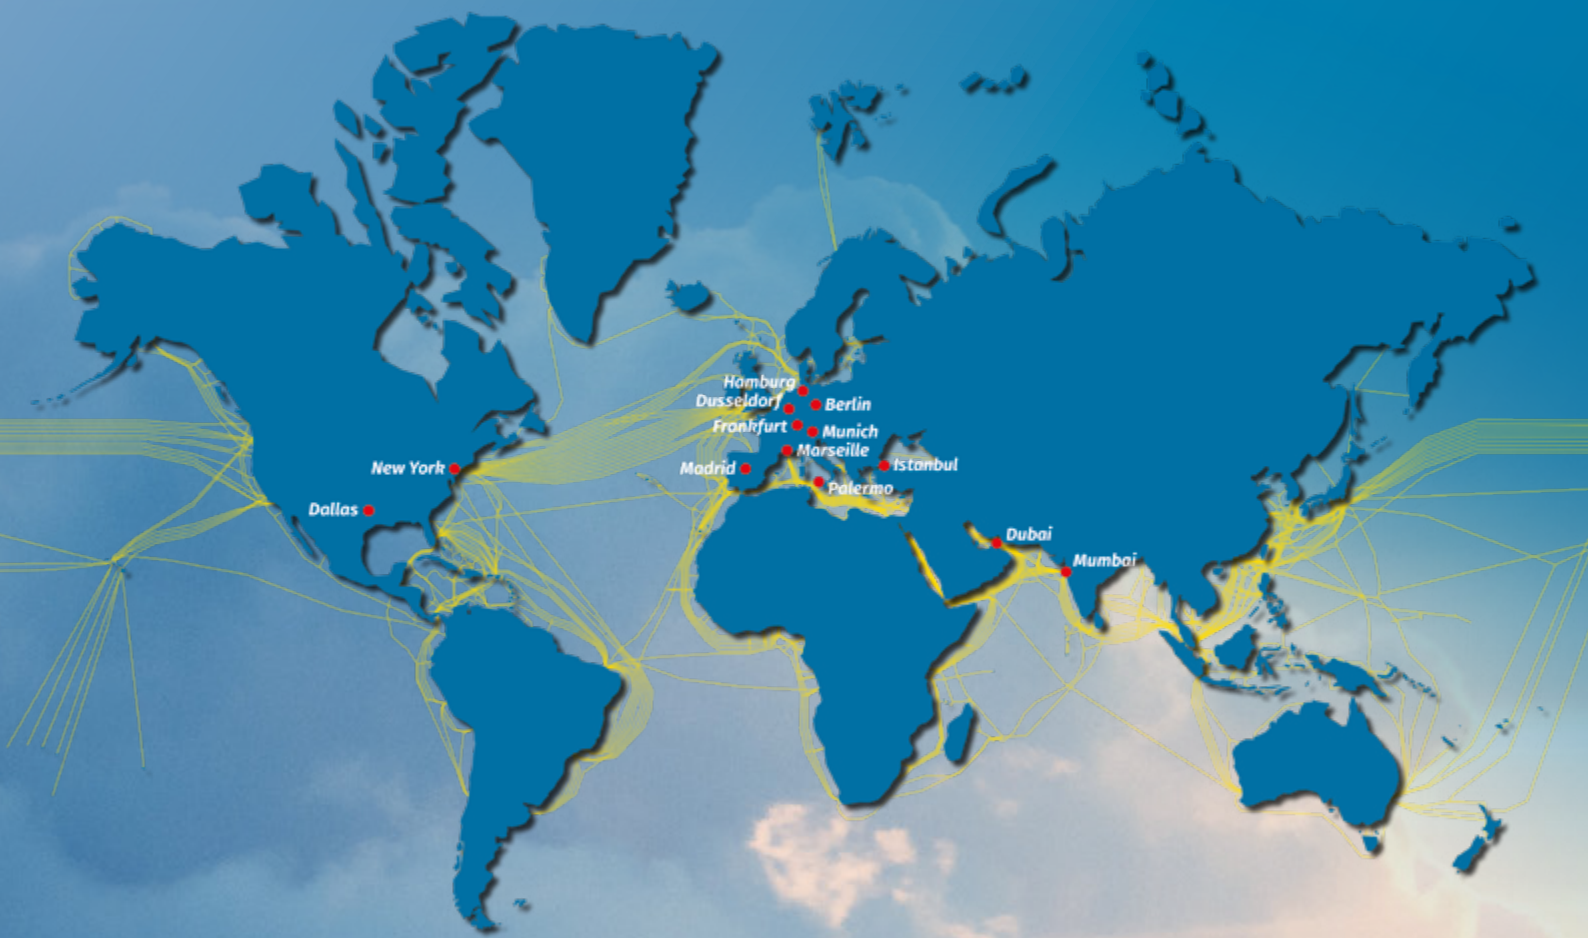 Hamburg
Dusseldorf
Berlin
Frankfurt
Munich
Marseille
New York
Madrid
Istanbul
Palermo
Dallas
Dubai
Mumbai